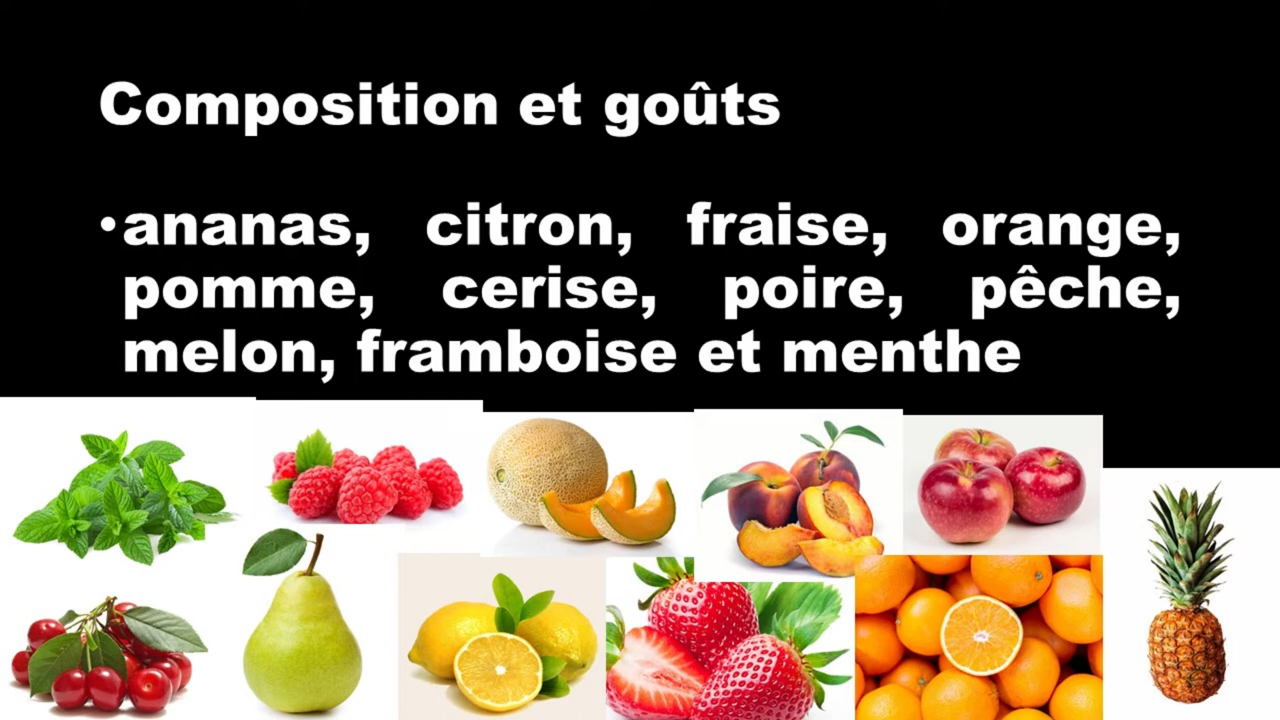 Composition et goûts
•ananas, citron, fraise, orange,
pomme, cerise, poire, pêche,
melon, framboise et menthe